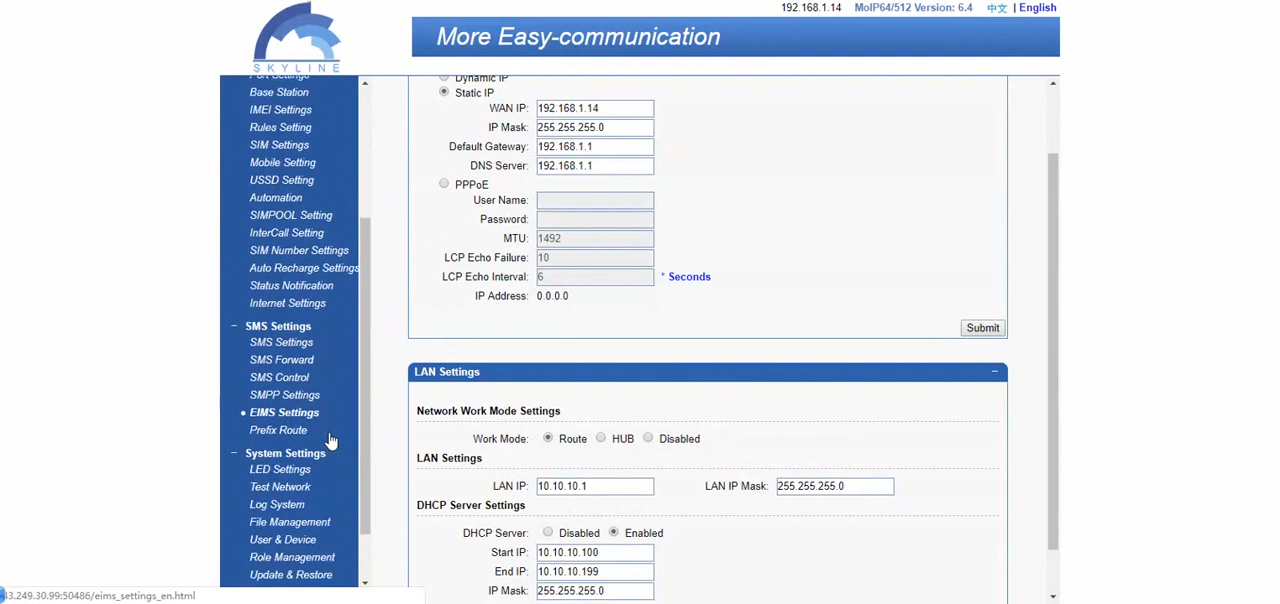 192.168.1.14 MoIP64/512 Version: 6.4 中文 | English
SKYLINE
More Easy-communication
Port Settings
Base Station
IMEI Settings
Rules Setting
SIM Settings
Mobile Setting
USSD Setting
Automation
SIMPOOL Setting
InterCall Setting
SIM Number Settings
Auto Recharge Settings
Status Notification
Internet Settings
− SMS Settings
SMS Settings
SMS Forward
SMS Control
SMPP Settings
• EIMS Settings
Prefix Route
− System Settings
LED Settings
Test Network
Log System
File Management
User & Device
Role Management
Update & Restore
Dynamic IP
Static IP
WAN IP: 192.168.1.14
IP Mask: 255.255.255.0
Default Gateway: 192.168.1.1
DNS Server: 192.168.1.1
PPPoE
User Name:
Password:
MTU: 1492
LCP Echo Failure: 10
LCP Echo Interval: 6 * Seconds
IP Address: 0.0.0.0
Submit
LAN Settings −
Network Work Mode Settings
Work Mode: Route HUB Disabled
LAN Settings
LAN IP: 10.10.10.1 LAN IP Mask: 255.255.255.0
DHCP Server Settings
DHCP Server: Disabled Enabled
Start IP: 10.10.10.100
End IP: 10.10.10.199
IP Mask: 255.255.255.0
3.249.30.99:50486/eims_settings_en.html